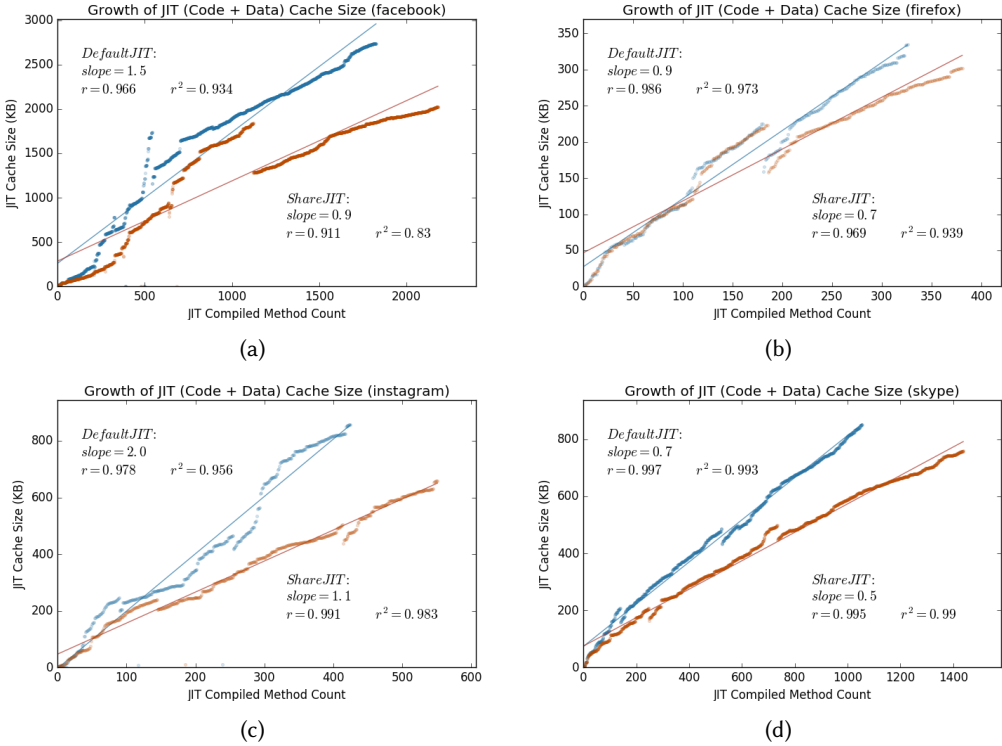 Growth of JIT (Code + Data) Cache Size (facebook)
3000
2500
2000
1500
1000
500
0
JIT Cache Size (KB)
DefaultJIT:
slope = 1.5
r = 0.966 r² = 0.934
ShareJIT:
slope = 0.9
r = 0.911 r² = 0.83
0 500 1000 1500 2000
JIT Compiled Method Count
(a)
Growth of JIT (Code + Data) Cache Size (firefox)
350
300
250
200
150
100
50
0
JIT Cache Size (KB)
DefaultJIT:
slope = 0.9
r = 0.986 r² = 0.973
ShareJIT:
slope = 0.7
r = 0.969 r² = 0.939
0 50 100 150 200 250 300 350 400
JIT Compiled Method Count
(b)
Growth of JIT (Code + Data) Cache Size (instagram)
800
600
400
200
0
JIT Cache Size (KB)
DefaultJIT:
slope = 2.0
r = 0.978 r² = 0.956
ShareJIT:
slope = 1.1
r = 0.991 r² = 0.983
0 100 200 300 400 500 600
JIT Compiled Method Count
(c)
Growth of JIT (Code + Data) Cache Size (skype)
800
600
400
200
0
JIT Cache Size (KB)
DefaultJIT:
slope = 0.7
r = 0.997 r² = 0.993
ShareJIT:
slope = 0.5
r = 0.995 r² = 0.99
0 200 400 600 800 1000 1200 1400
JIT Compiled Method Count
(d)